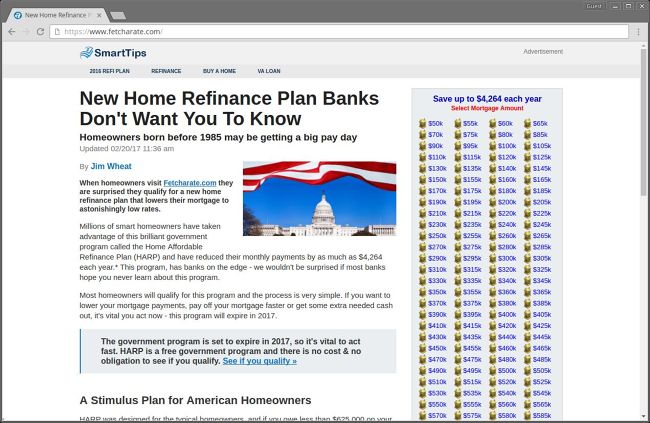 New Home Refinance P
Guest
https://www.fetcharate.com/
SmartTips
Advertisement
2016 REFI PLAN REFINANCE BUY A HOME VA LOAN
New Home Refinance Plan Banks
Don't Want You To Know
Homeowners born before 1985 may be getting a big pay day
Updated 02/20/17 11:36 am
By Jim Wheat
When homeowners visit Fetcharate.com they
are surprised they qualify for a new home
refinance plan that lowers their mortgage to
astonishingly low rates.
Millions of smart homeowners have taken
advantage of this brilliant government
program called the Home Affordable
Refinance Plan (HARP) and have reduced their monthly payments by as much as $4,264
each year.* This program, has banks on the edge - we wouldn't be surprised if most banks
hope you never learn about this program.
Most homeowners will qualify for this program and the process is very simple. If you want to
lower your mortgage payments, pay off your mortgage faster or get some extra needed cash
out, it's vital you act now - this program will expire in 2017.
The government program is set to expire in 2017, so it's vital to act
fast. HARP is a free government program and there is no cost & no
obligation to see if you qualify. See if you qualify »
A Stimulus Plan for American Homeowners
HARP was designed for the typical homeowners, and if you owe less than $625,000 on your
Save up to $4,264 each year
Select Mortgage Amount
$50k $55k $60k $65k
$70k $75k $80k $85k
$90k $95k $100k $105k
$110k $115k $120k $125k
$130k $135k $140k $145k
$150k $155k $160k $165k
$170k $175k $180k $185k
$190k $195k $200k $205k
$210k $215k $220k $225k
$230k $235k $240k $245k
$250k $255k $260k $265k
$270k $275k $280k $285k
$290k $295k $300k $305k
$310k $315k $320k $325k
$330k $335k $340k $345k
$350k $355k $360k $365k
$370k $375k $380k $385k
$390k $395k $400k $405k
$410k $415k $420k $425k
$430k $435k $440k $445k
$450k $455k $460k $465k
$470k $475k $480k $485k
$490k $495k $500k $505k
$510k $515k $520k $525k
$530k $535k $540k $545k
$550k $555k $560k $565k
$570k $575k $580k $585k